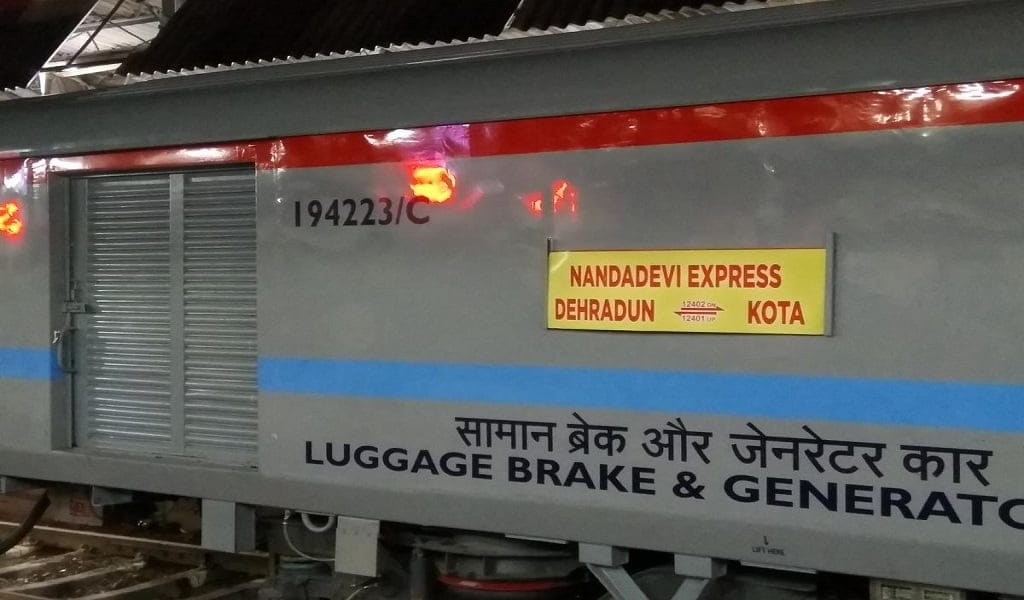 194223/C
NANDADEVI EXPRESS
DEHRADUN 12402 DN KOTA
12401 UP
सामान ब्रेक और जेनरेटर कार
LUGGAGE BRAKE & GENERATO
LIFT HERE